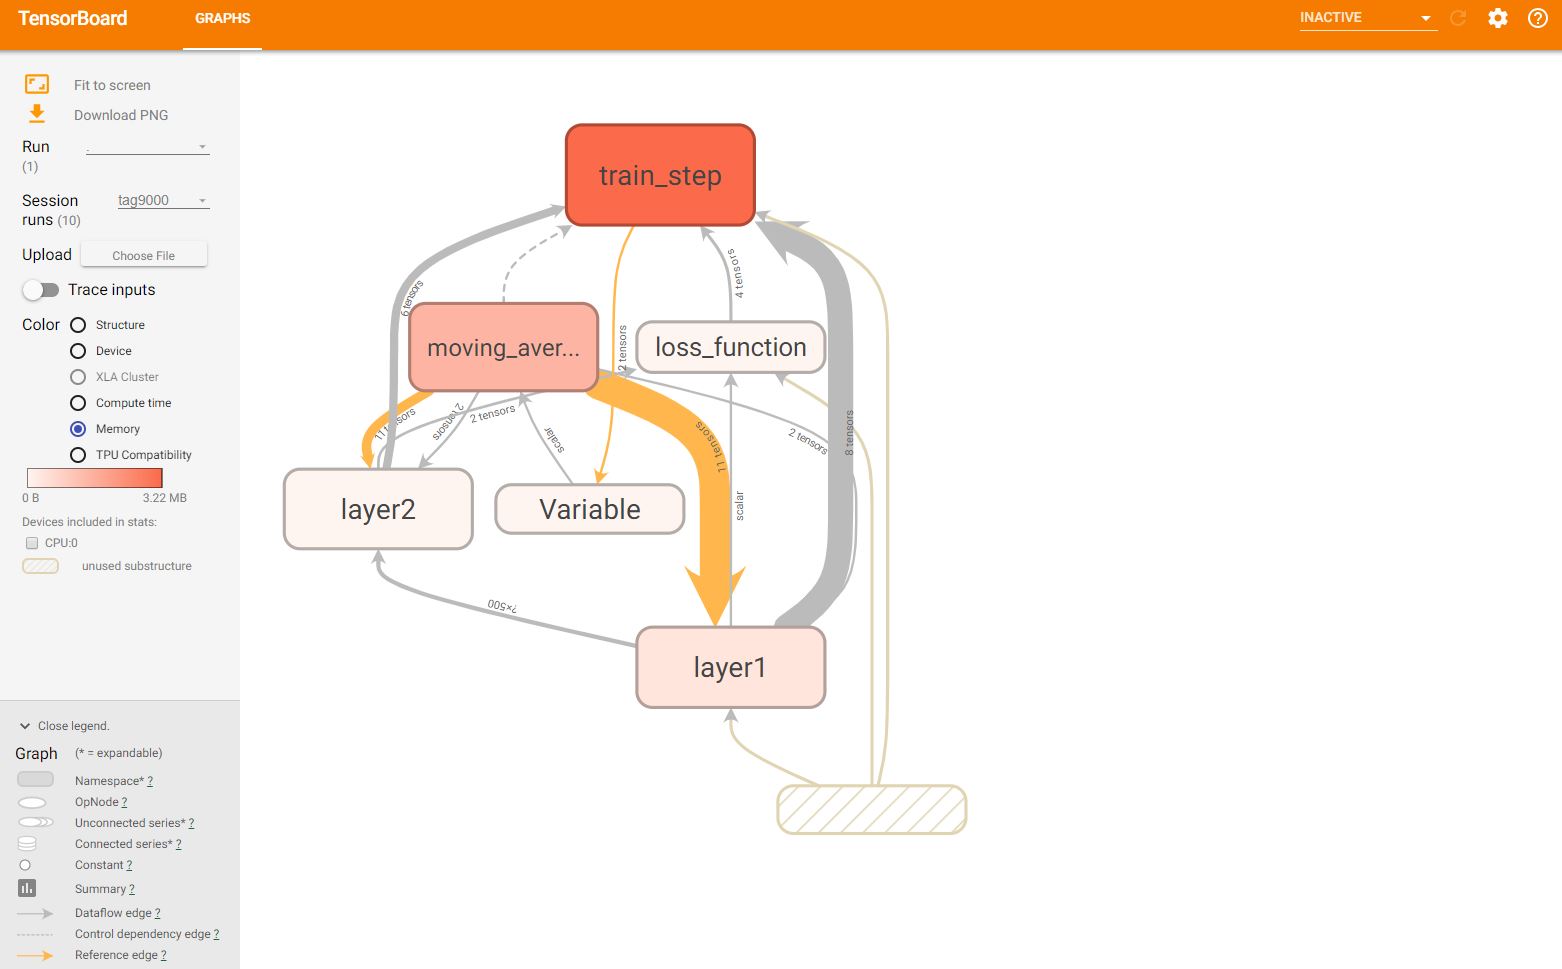 TensorBoard
GRAPHS
INACTIVE
Fit to screen
Download PNG
Run
(1)
.
Session
runs (10)
tag9000
Upload
Choose File
Trace inputs
Color
Structure
Device
XLA Cluster
Compute time
Memory
TPU Compatibility
0 B
3.22 MB
Devices included in stats:
CPU:0
unused substructure
Close legend.
Graph
(* = expandable)
Namespace* ?
OpNode ?
Unconnected series* ?
Connected series* ?
Constant ?
Summary ?
Dataflow edge ?
Control dependency edge ?
Reference edge ?
train_step
4 tensors
6 tensors
moving_aver...
2 tensors
loss_function
11 tensors
2 tensors
2 tensors
scalar
11 tensors
2 tensors
8 tensors
layer2
Variable
scalar
?×500
layer1